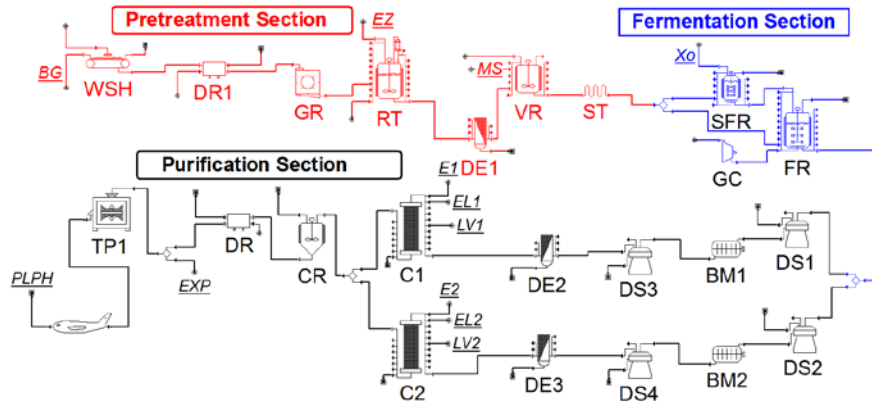 Pretreatment Section
Fermentation Section
EZ
Xo
BG
WSH
DR1
GR
RT
MS
VR
ST
SFR
DE1
GC
FR
Purification Section
E1
EL1
LV1
TP1
DR
CR
C1
DE2
DS3
BM1
DS1
PLPH
EXP
E2
EL2
LV2
C2
DE3
DS4
BM2
DS2